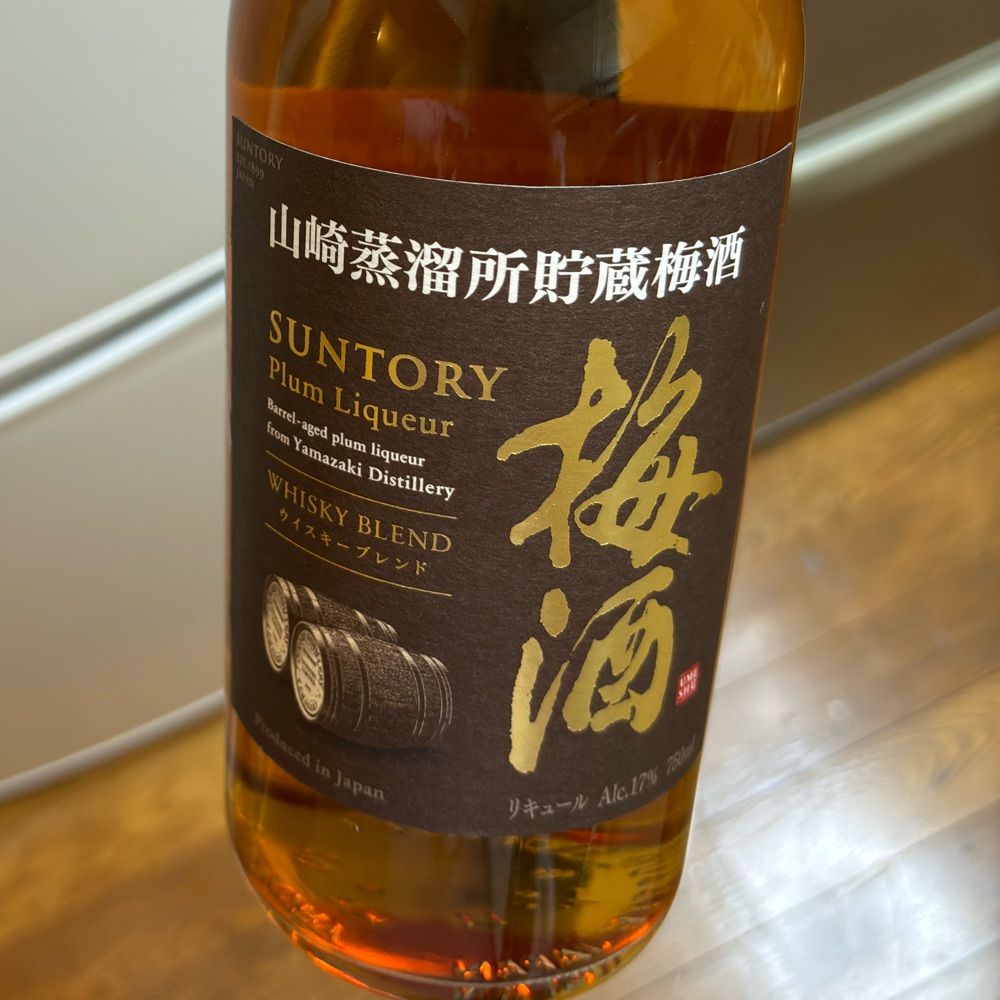 SUNTORY
EST. 1899
JAPAN
山崎蒸溜所貯蔵梅酒
SUNTORY
Plum Liqueur
Barrel-aged plum liqueur
from Yamazaki Distillery
WHISKY BLEND
ウイスキーブレンド
梅酒
UME
SHU
Produced in Japan
リキュール Alc.17% 750ml